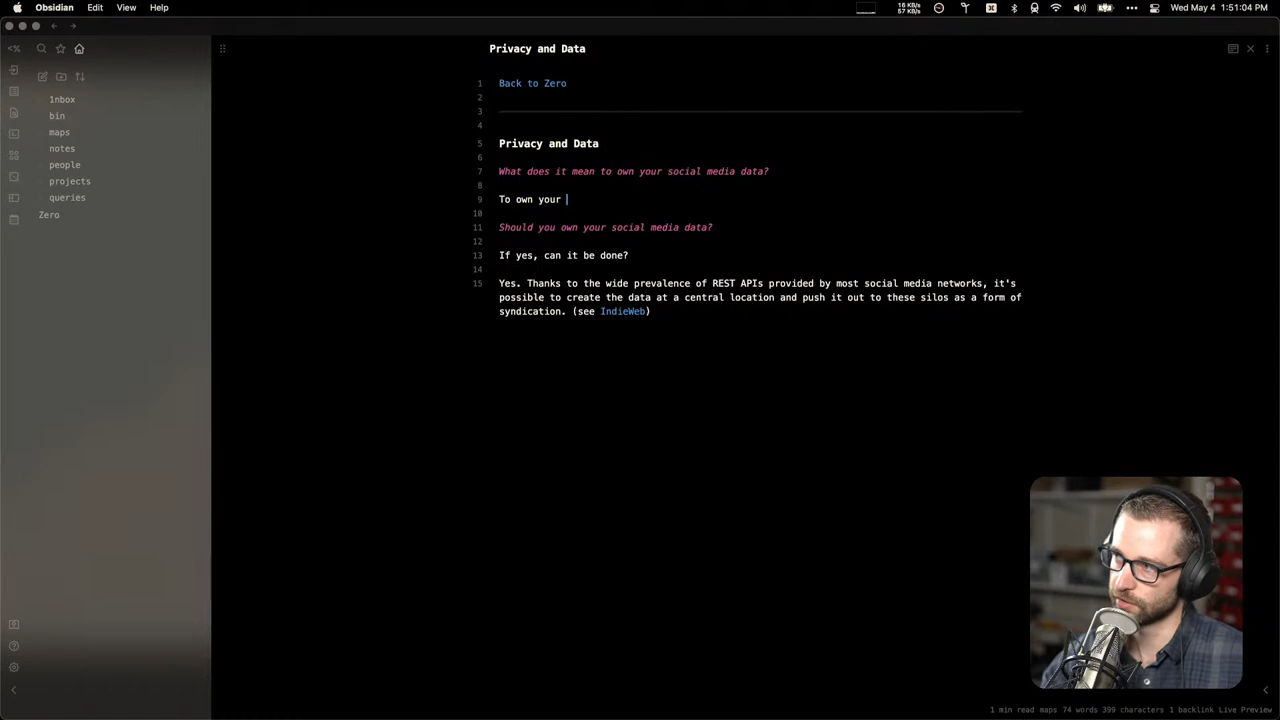 Obsidian Edit View Help
16 KB/s
57 KB/s
Wed May 4 1:51:04 PM
Privacy and Data
1nbox
bin
maps
notes
people
projects
queries
Zero
1 Back to Zero
2
3
4
5 Privacy and Data
6
7 What does it mean to own your social media data?
8
9 To own your
10
11 Should you own your social media data?
12
13 If yes, can it be done?
14
15 Yes. Thanks to the wide prevalence of REST APIs provided by most social media networks, it's
possible to create the data at a central location and push it out to these silos as a form of
syndication. (see IndieWeb)
1 min read maps 74 words 399 characters 1 backlink Live Preview